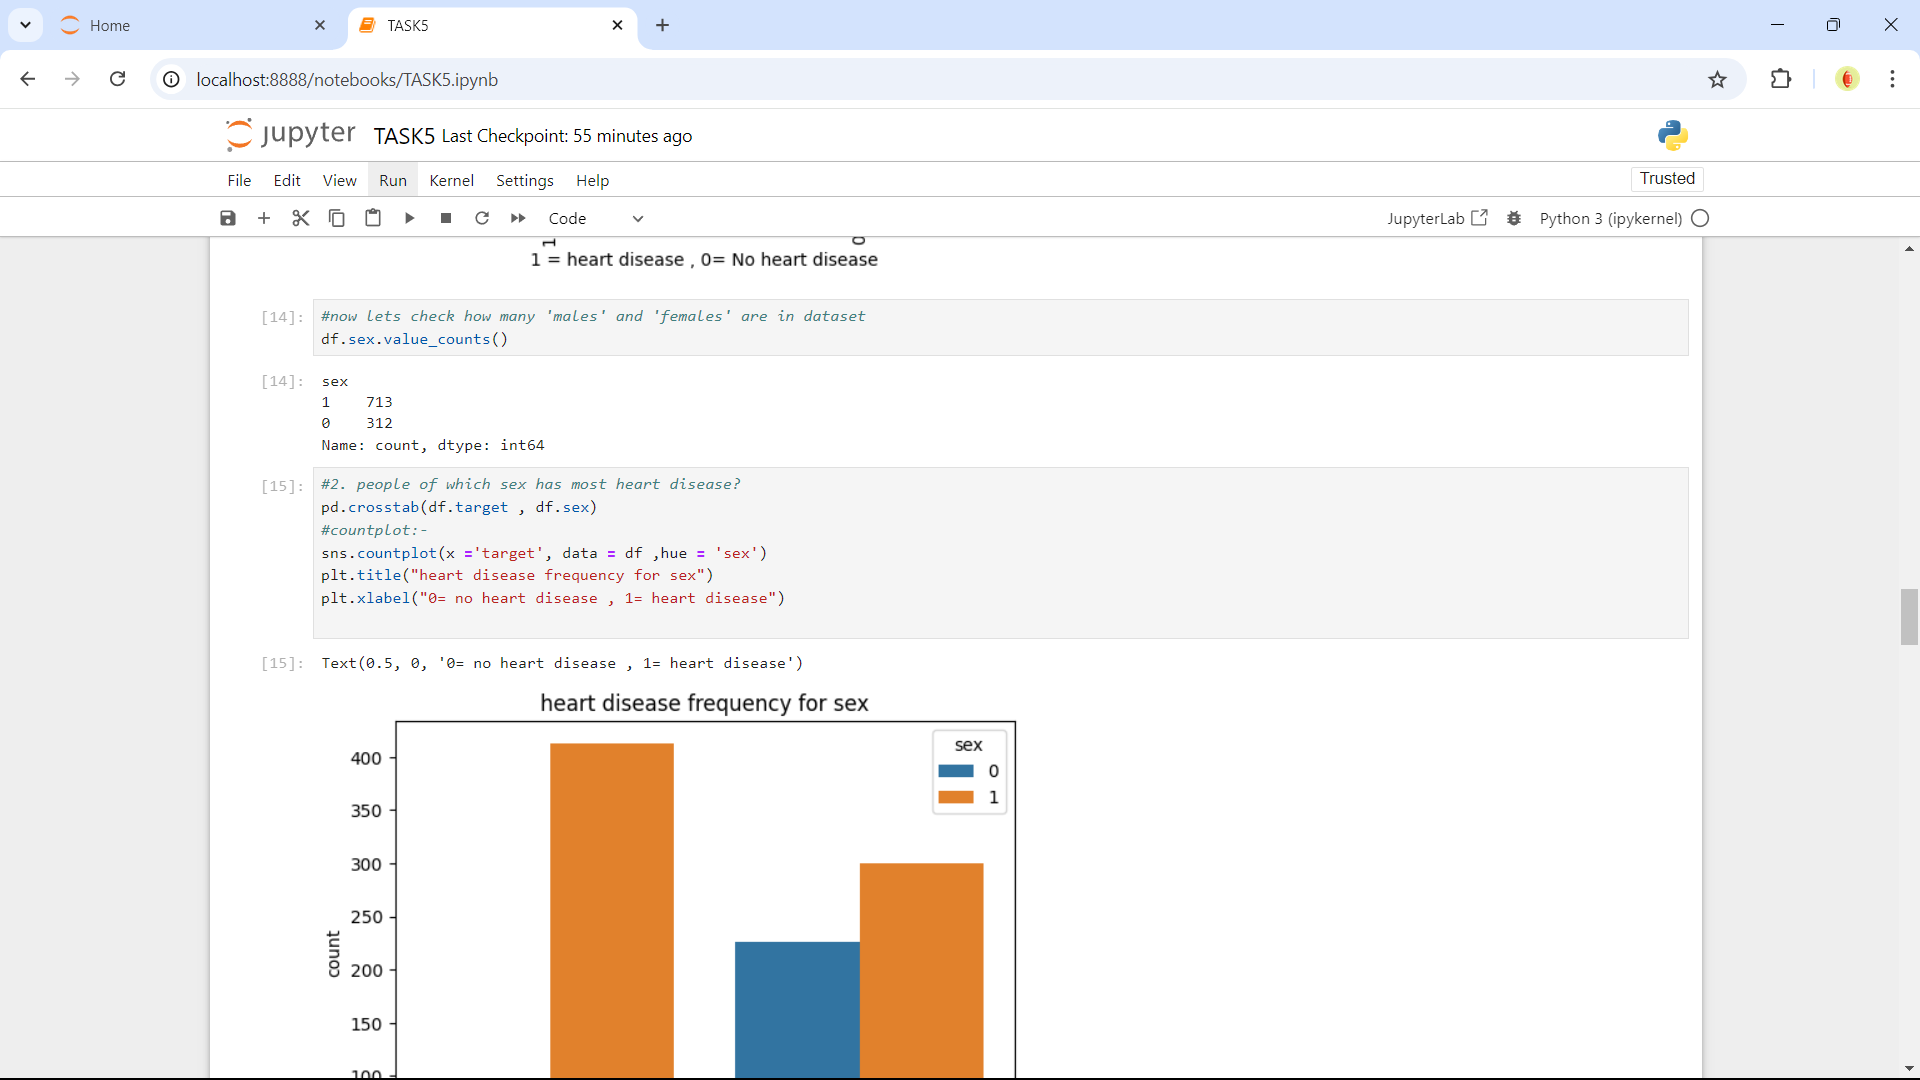 Home
TASK5
localhost:8888/notebooks/TASK5.ipynb
jupyter TASK5 Last Checkpoint: 55 minutes ago
File Edit View Run Kernel Settings Help
Trusted
Code
JupyterLab
Python 3 (ipykernel)
1 0
1 = heart disease , 0= No heart disease
[14]: #now lets check how many 'males' and 'females' are in dataset
df.sex.value_counts()
[14]: sex
1 713
0 312
Name: count, dtype: int64
[15]: #2. people of which sex has most heart disease?
pd.crosstab(df.target , df.sex)
#countplot:-
sns.countplot(x ='target', data = df ,hue = 'sex')
plt.title("heart disease frequency for sex")
plt.xlabel("0= no heart disease , 1= heart disease")
[15]: Text(0.5, 0, '0= no heart disease , 1= heart disease')
heart disease frequency for sex
sex
0
1
400
350
300
250
200
150
100
count